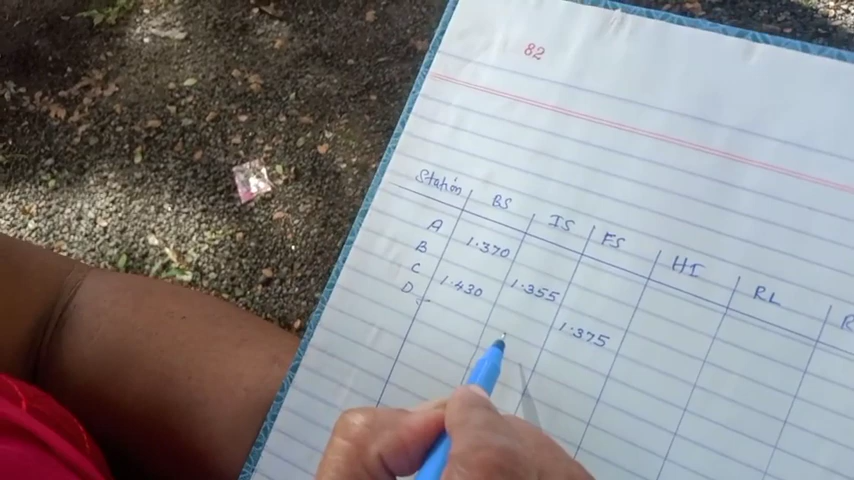 82
Station BS IS FS HI RL R
A 1.370
B 1.355
C 1.430 1.375
D